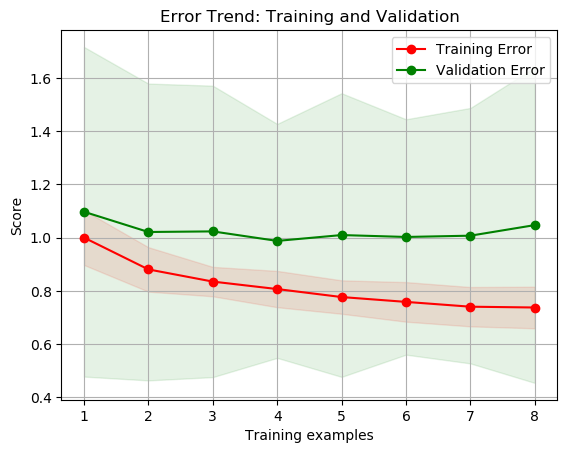 Error Trend: Training and Validation
Training Error
Validation Error
1.6
1.4
1.2
1.0
0.8
0.6
0.4
Score
1 2 3 4 5 6 7 8
Training examples